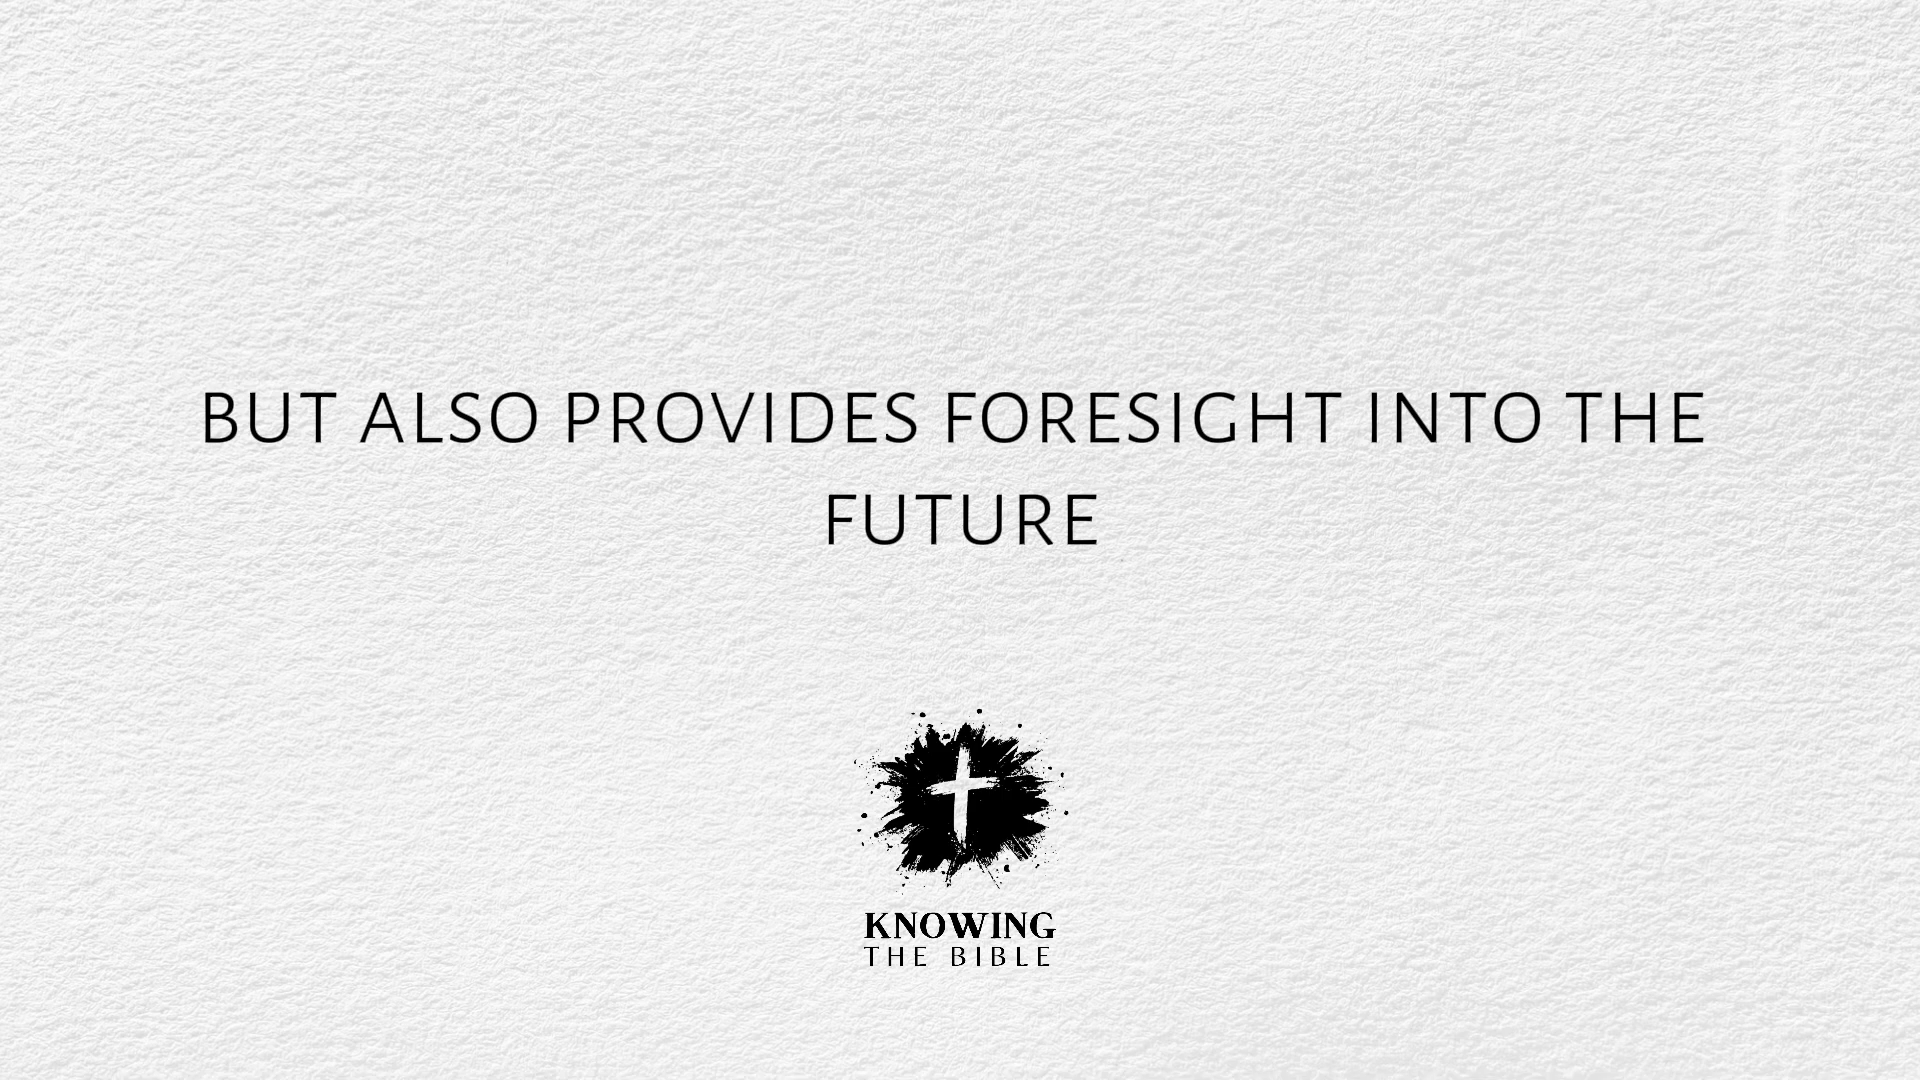 BUT ALSO PROVIDES FORESIGHT INTO THE
FUTURE
KNOWING
THE BIBLE